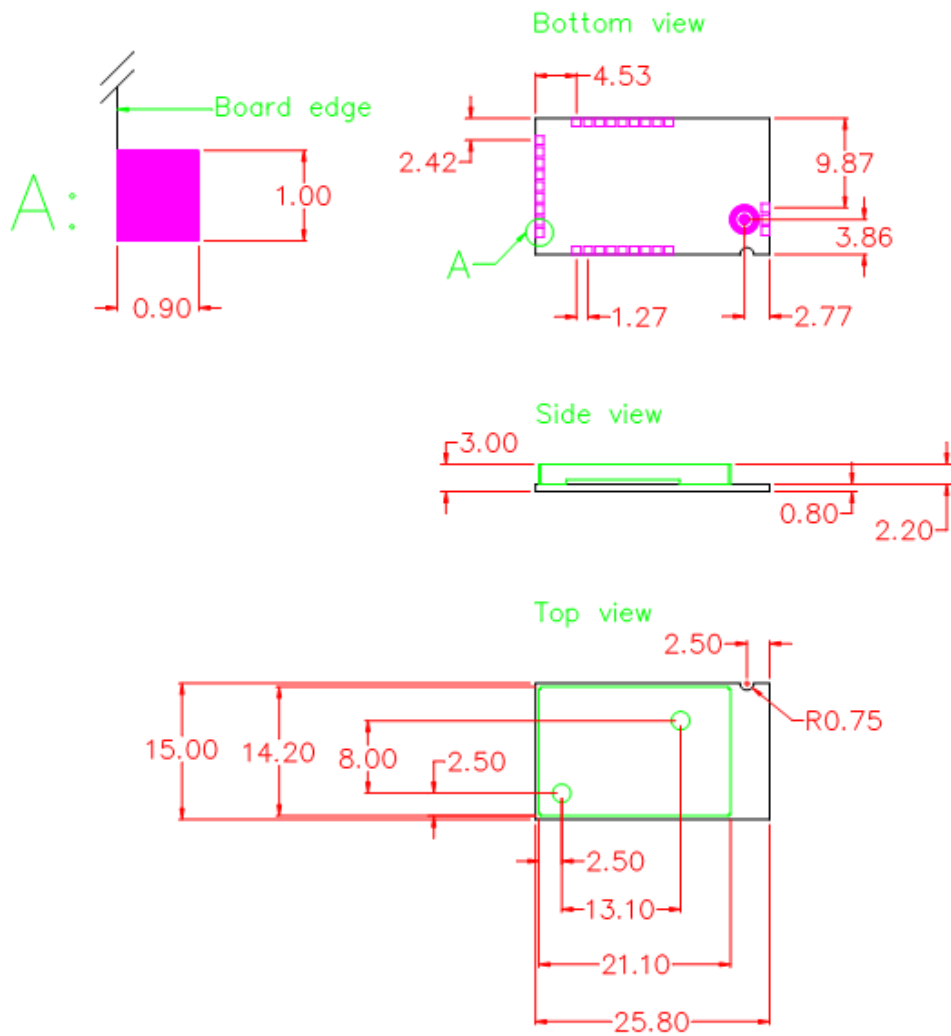 Bottom view
4.53
Board edge
2.42
9.87
A:
1.00
A
3.86
0.90
1.27
2.77
Side view
3.00
0.80
2.20
Top view
2.50
R0.75
15.00
14.20
8.00
2.50
2.50
13.10
21.10
25.80